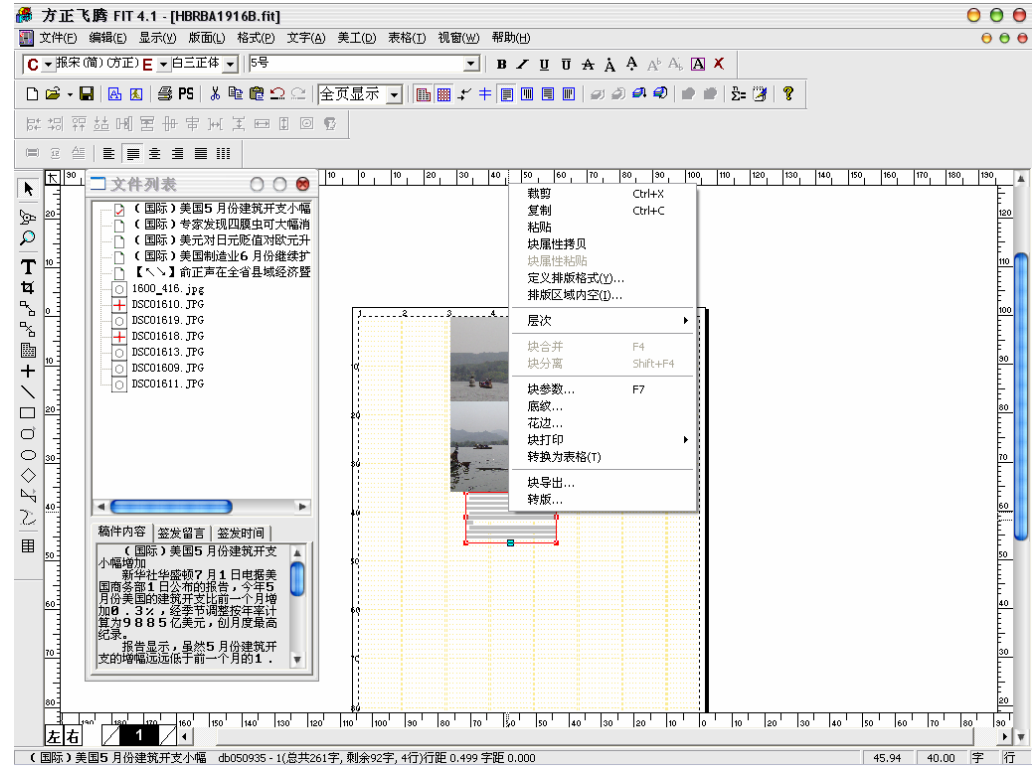 方正飞腾 FIT 4.1 - [HBRBA1916B.fit]
文件(F) 编辑(E) 显示(V) 版面(L) 格式(P) 文字(A) 美工(D) 表格(T) 视窗(W) 帮助(H)
C 报宋(简)(方正) E 白三正体 5号
全页显示
文件列表
(国际)美国5月份建筑开支小幅
(国际)专家发现四膜虫可大幅消
(国际)美元对日元贬值对欧元升
(国际)美国制造业6月份继续扩
【↖↘】俞正声在全省县域经济暨
1600_416.jpg
DSC01610.JPG
DSC01619.JPG
DSC01618.JPG
DSC01613.JPG
DSC01609.JPG
DSC01611.JPG
稿件内容 签发留言 签发时间
(国际)美国5月份建筑开支
小幅增加
新华社华盛顿7月1日电据美
国商务部1日公布的报告,今年5
月份美国的建筑开支比前一个月增
加0.3%,经季节调整按年率计
算为9885亿美元,创月度最高
纪录。
报告显示,虽然5月份建筑开
支的增幅远远低于前一个月的1.
裁剪 Ctrl+X
复制 Ctrl+C
粘贴
块属性拷贝
块属性粘贴
定义排版格式(Y)...
排版区域内空(I)...
层次
块合并 F4
块分离 Shift+F4
块参数... F7
底纹...
花边...
块打印
转换为表格(T)
块导出...
转版...
左 右 1
(国际)美国5月份建筑开支小幅 db050935 - 1(总共261字, 剩余92字, 4行)行距 0.499 字距 0.000 45.94 40.00 字 行